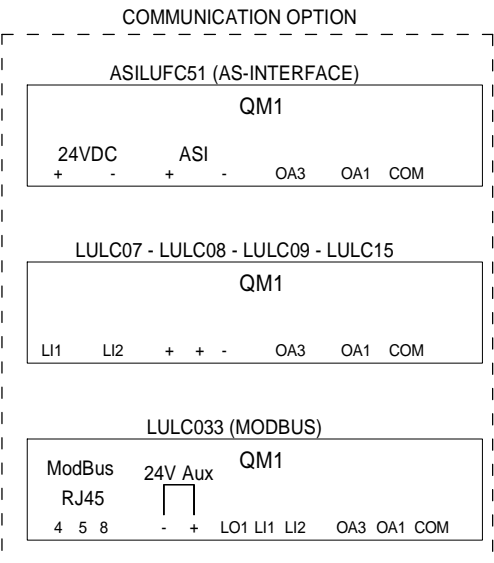 COMMUNICATION OPTION
ASILUFC51 (AS-INTERFACE)
QM1
24VDC ASI
+ - + - OA3 OA1 COM
LULC07 - LULC08 - LULC09 - LULC15
QM1
LI1 LI2 + + - OA3 OA1 COM
LULC033 (MODBUS)
ModBus 24V Aux QM1
RJ45
4 5 8 - + LO1 LI1 LI2 OA3 OA1 COM